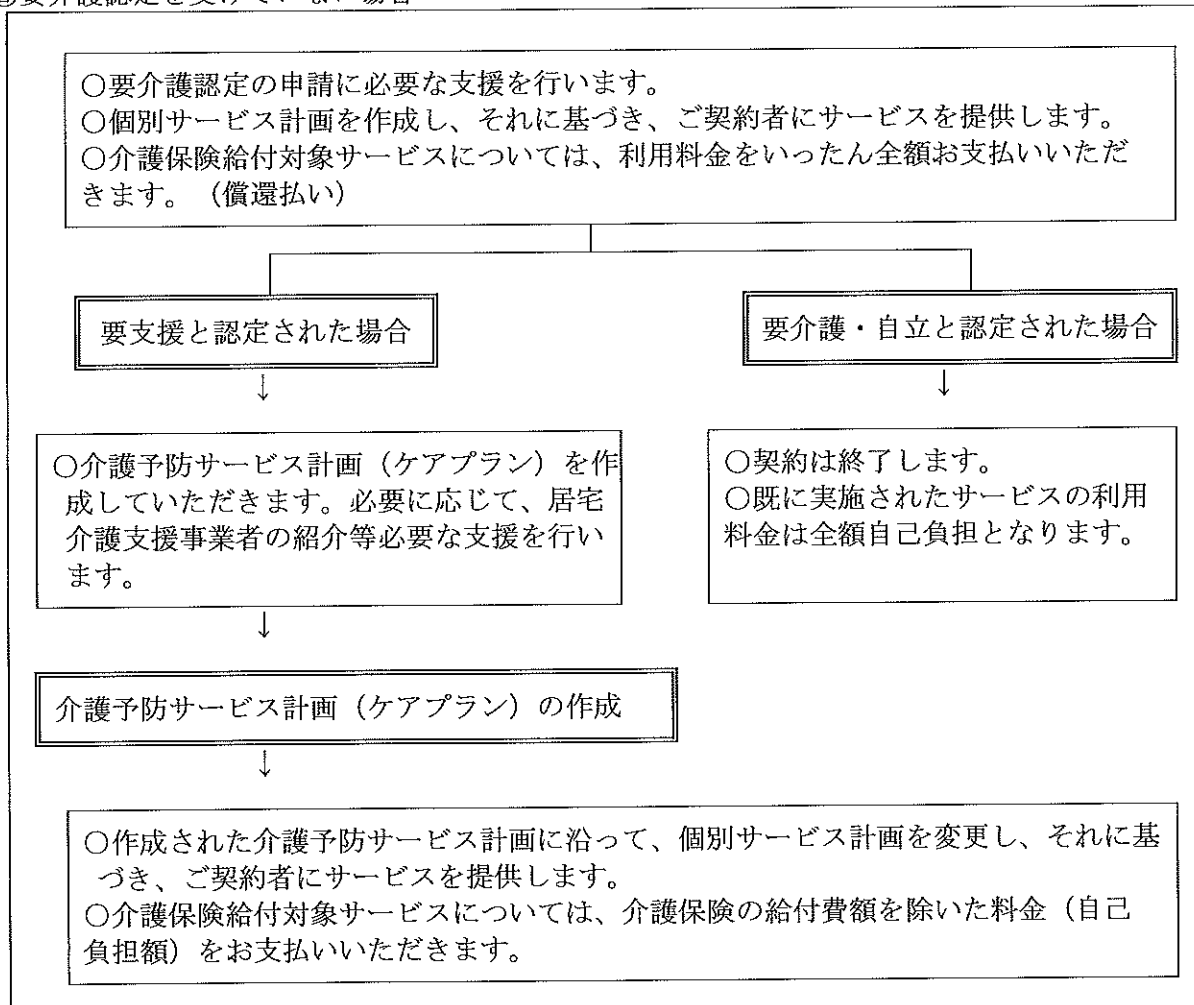 要介護認定を受けていない場合
○要介護認定の申請に必要な支援を行います。
○個別サービス計画を作成し、それに基づき、ご契約者にサービスを提供します。
○介護保険給付対象サービスについては、利用料金をいったん全額お支払いいただ
きます。（償還払い）
要支援と認定された場合
↓
○介護予防サービス計画（ケアプラン）を作
成していただきます。必要に応じて、居宅
介護支援事業者の紹介等必要な支援を行い
ます。
↓
介護予防サービス計画（ケアプラン）の作成
↓
要介護・自立と認定された場合
↓
○契約は終了します。
○既に実施されたサービスの利用
料金は全額自己負担となります。
○作成された介護予防サービス計画に沿って、個別サービス計画を変更し、それに基
づき、ご契約者にサービスを提供します。
○介護保険給付対象サービスについては、介護保険の給付費額を除いた料金（自己
負担額）をお支払いいただきます。